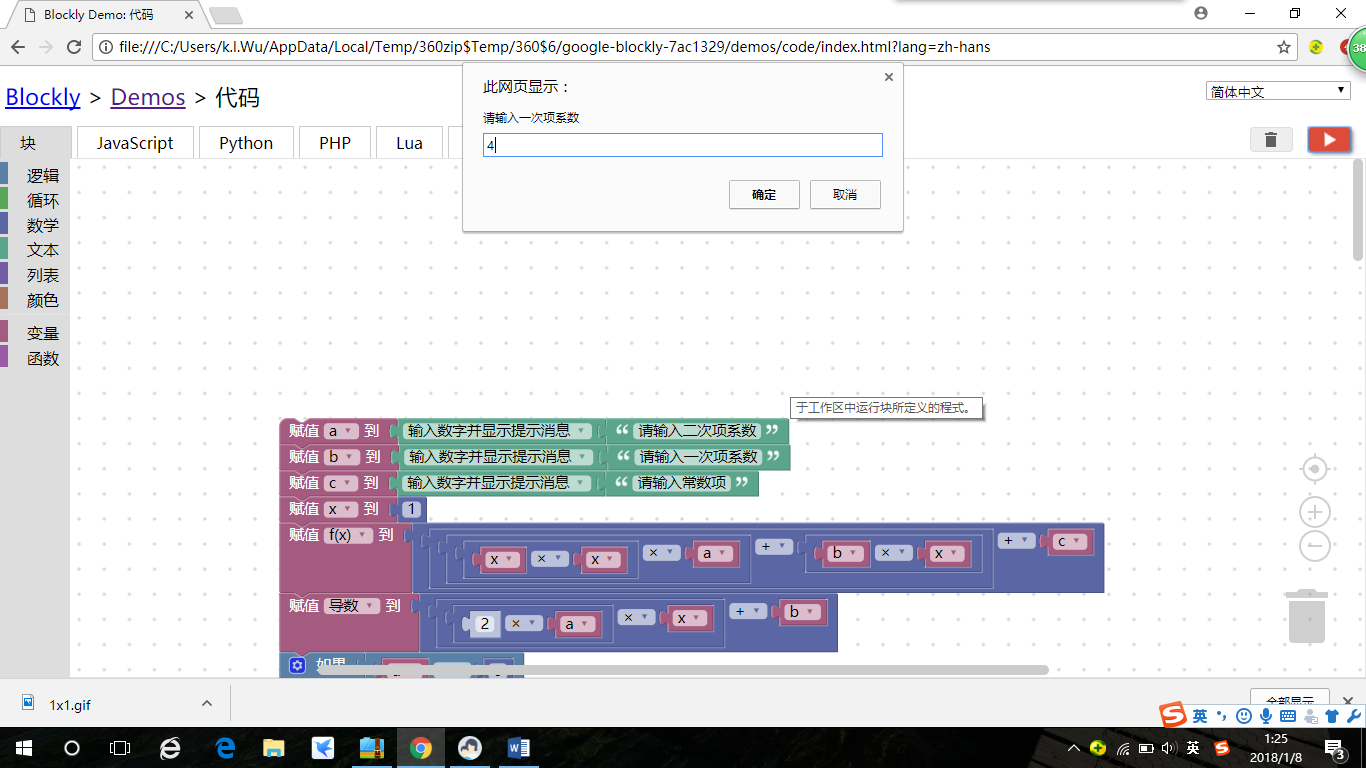 Blockly Demo: 代码
file:///C:/Users/k.l.Wu/AppData/Local/Temp/360zip$Temp/360$6/google-blockly-7ac1329/demos/code/index.html?lang=zh-hans
38
此网页显示：
请输入一次项系数
4
确定 取消
Blockly > Demos > 代码
简体中文
块 JavaScript Python PHP Lua
逻辑
循环
数学
文本
列表
颜色
变量
函数
于工作区中运行块所定义的程式。
赋值 a 到 输入数字并显示提示消息 “ 请输入二次项系数 ”
赋值 b 到 输入数字并显示提示消息 “ 请输入一次项系数 ”
赋值 c 到 输入数字并显示提示消息 “ 请输入常数项 ”
赋值 x 到 1
赋值 f(x) 到 x × x × a + b × x + c
赋值 导数 到 2 × a × x + b
如果
1x1.gif
全部显示
英
英
1:25
2018/1/8
3